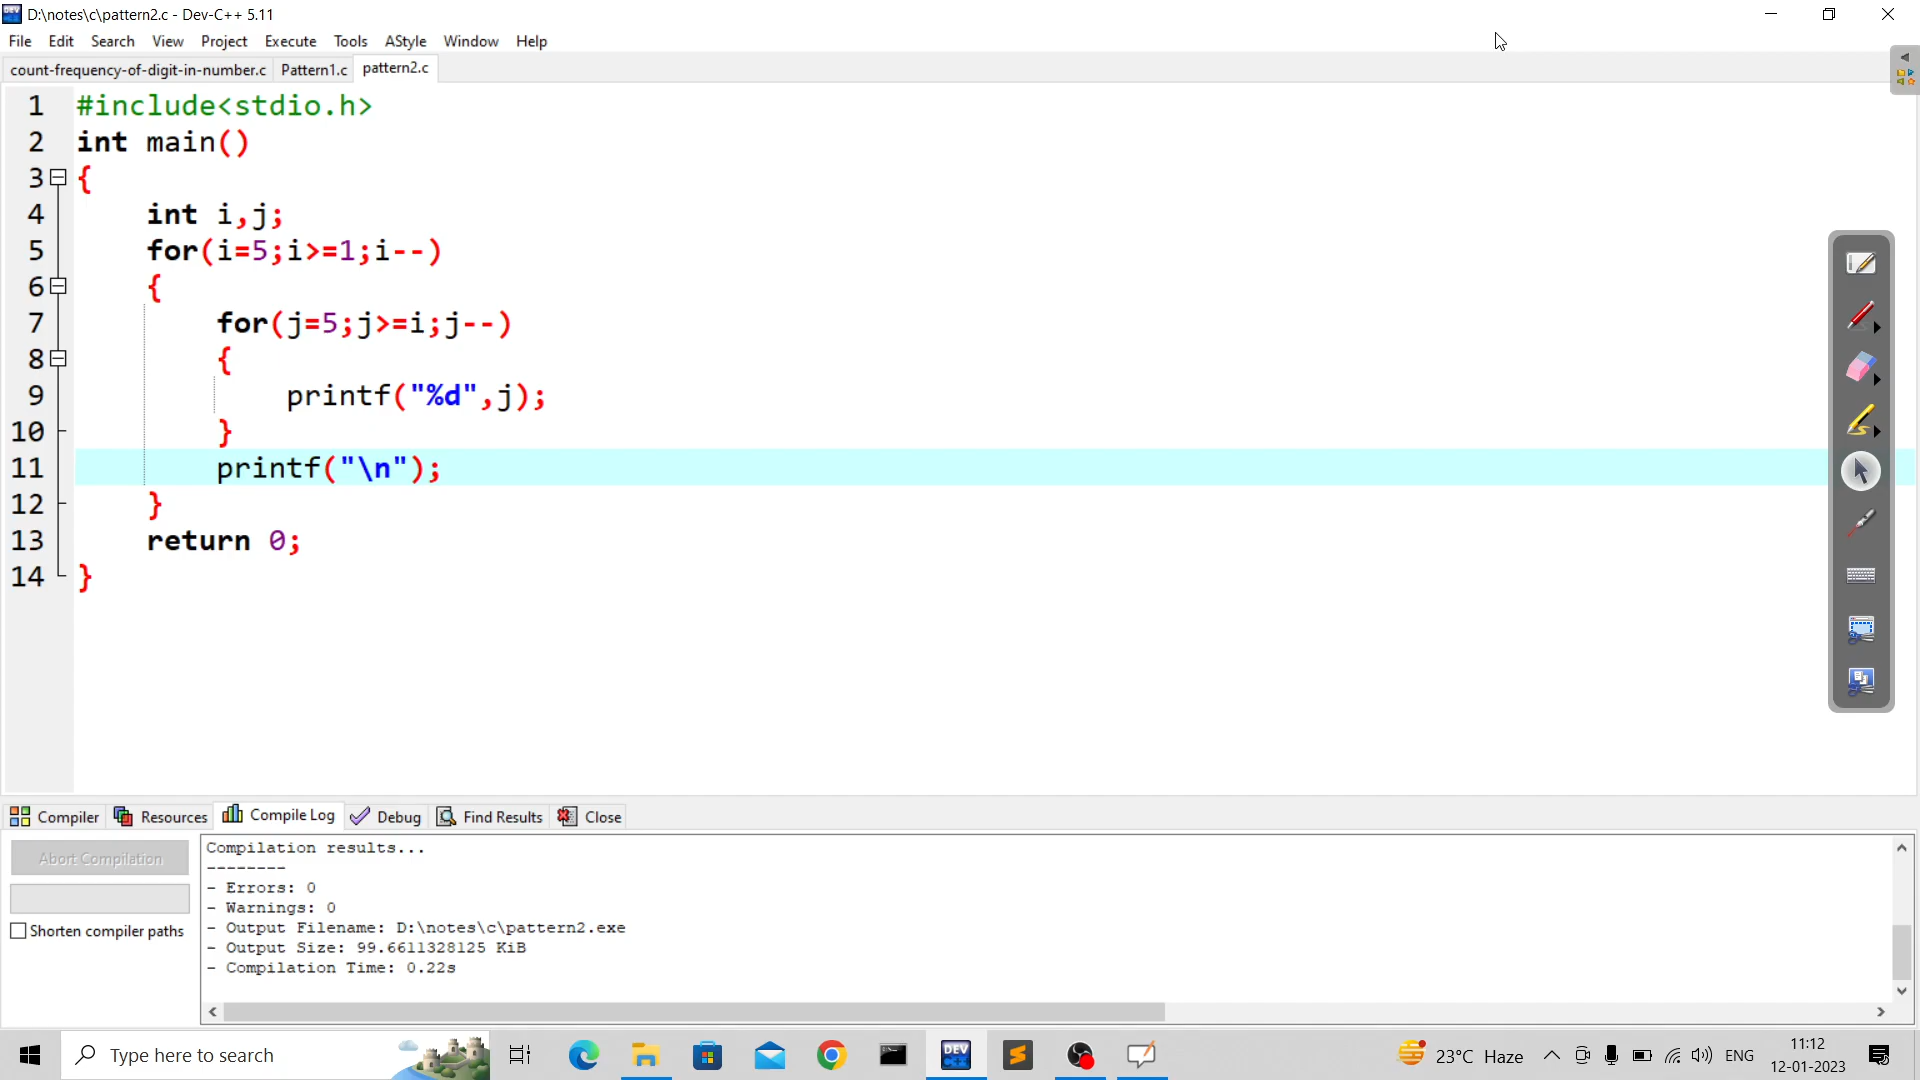 D:\notes\c\pattern2.c - Dev-C++ 5.11
File Edit Search View Project Execute Tools AStyle Window Help
count-frequency-of-digit-in-number.c Pattern1.c pattern2.c
1 #include<stdio.h>
2 int main()
3 {
4 int i,j;
5 for(i=5;i>=1;i--)
6 {
7 for(j=5;j>=i;j--)
8 {
9 printf("%d",j);
10 }
11 printf("\n");
12 }
13 return 0;
14 }
Compiler Resources Compile Log Debug Find Results Close
Abort Compilation
Shorten compiler paths
Compilation results...
--------
- Errors: 0
- Warnings: 0
- Output Filename: D:\notes\c\pattern2.exe
- Output Size: 99.6611328125 KiB
- Compilation Time: 0.22s
Type here to search
DEV
23°C Haze
ENG
11:12
12-01-2023